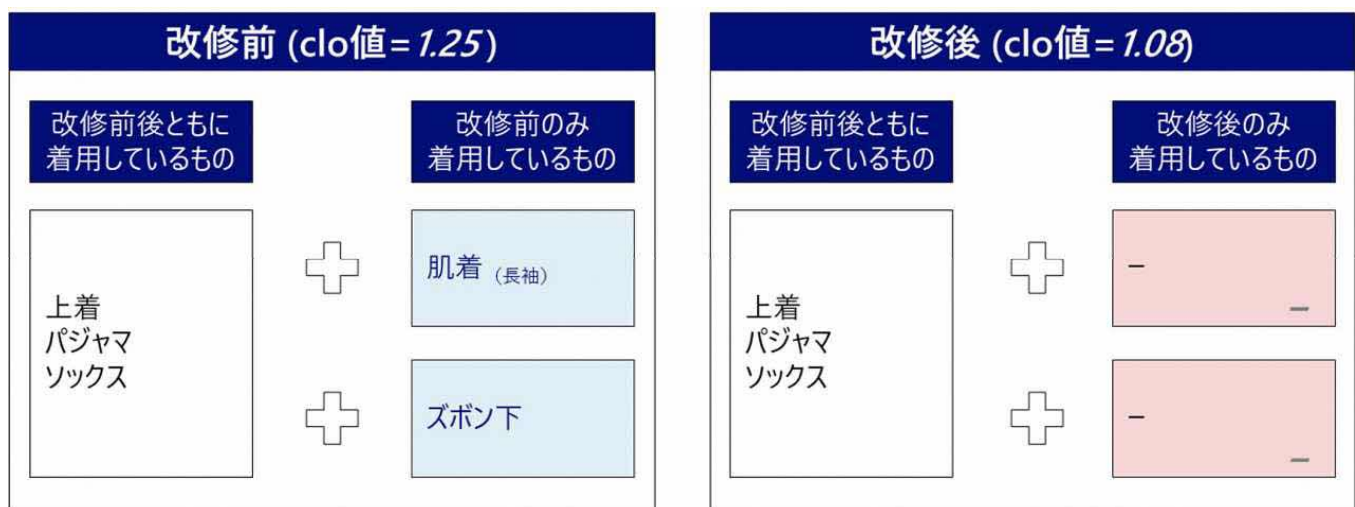 改修前 (clo値=1.25)
改修前後ともに
着用しているもの
改修前のみ
着用しているもの
上着
パジャマ
ソックス
肌着 (長袖)
ズボン下
改修後 (clo値=1.08)
改修前後ともに
着用しているもの
改修後のみ
着用しているもの
上着
パジャマ
ソックス
–
–
–
–